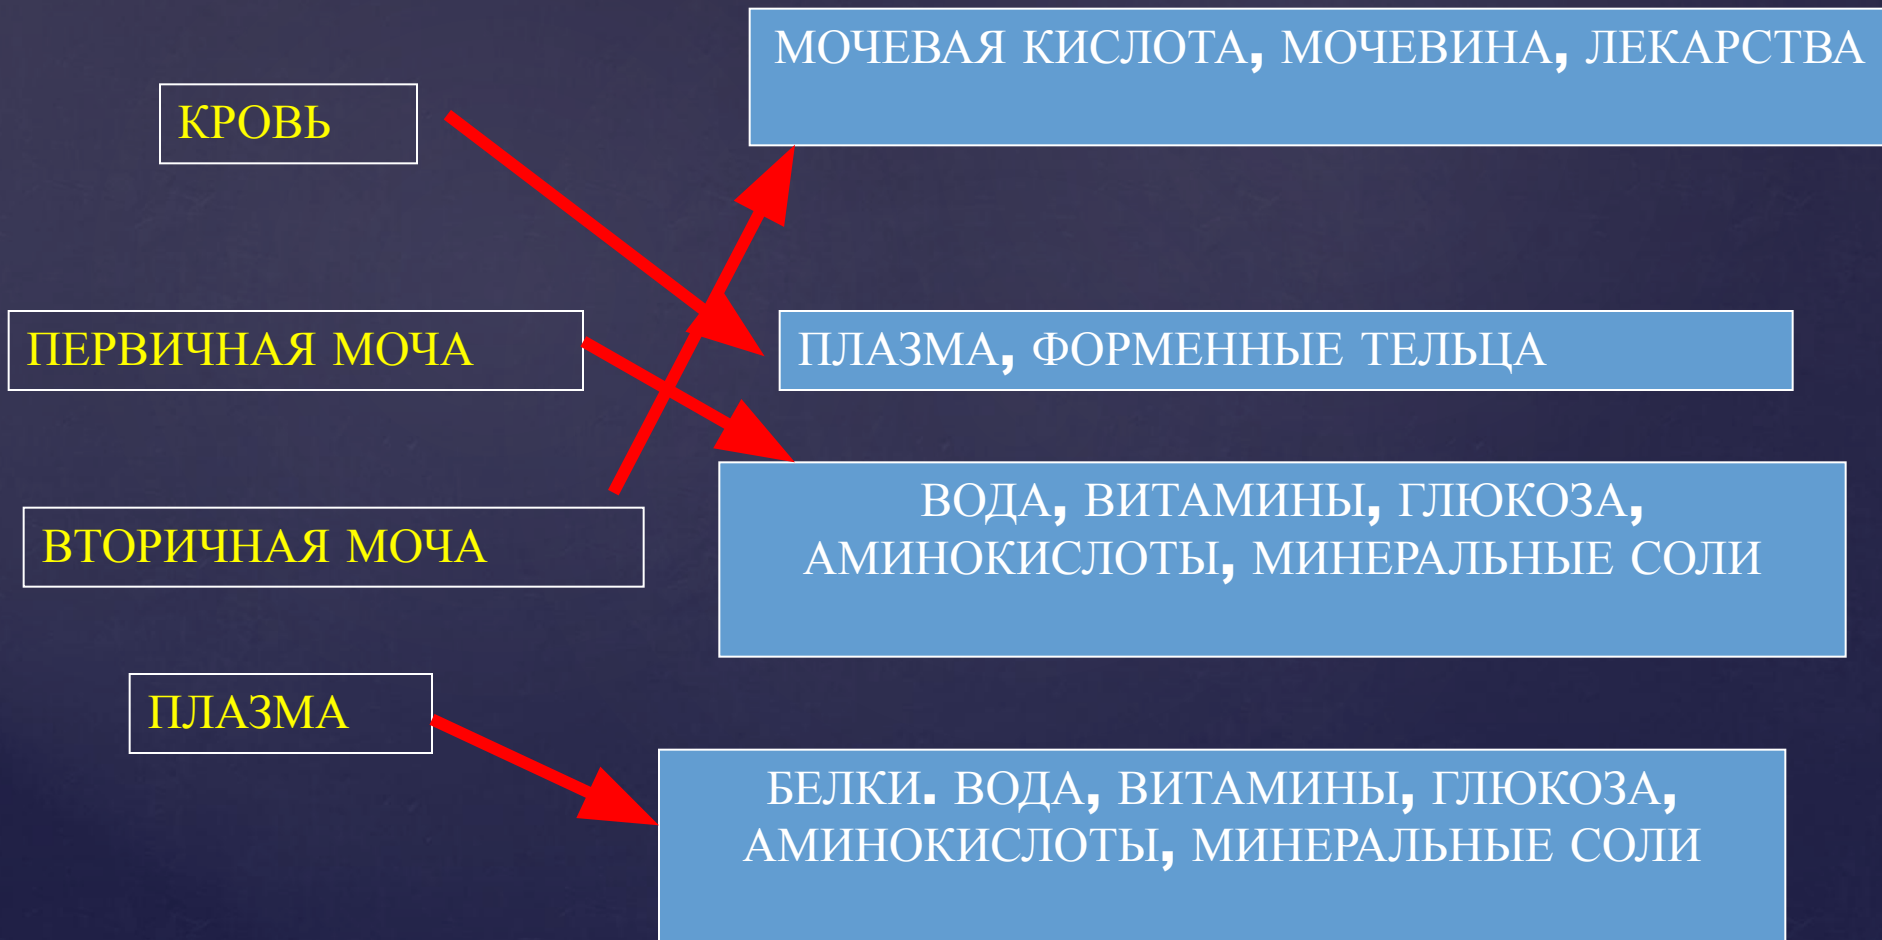 МОЧЕВАЯ КИСЛОТА, МОЧЕВИНА, ЛЕКАРСТВА
КРОВЬ
ПЕРВИЧНАЯ МОЧА
ПЛАЗМА, ФОРМЕННЫЕ ТЕЛЬЦА
ВОДА, ВИТАМИНЫ, ГЛЮКОЗА,
АМИНОКИСЛОТЫ, МИНЕРАЛЬНЫЕ СОЛИ
ВТОРИЧНАЯ МОЧА
ПЛАЗМА
БЕЛКИ. ВОДА, ВИТАМИНЫ, ГЛЮКОЗА,
АМИНОКИСЛОТЫ, МИНЕРАЛЬНЫЕ СОЛИ